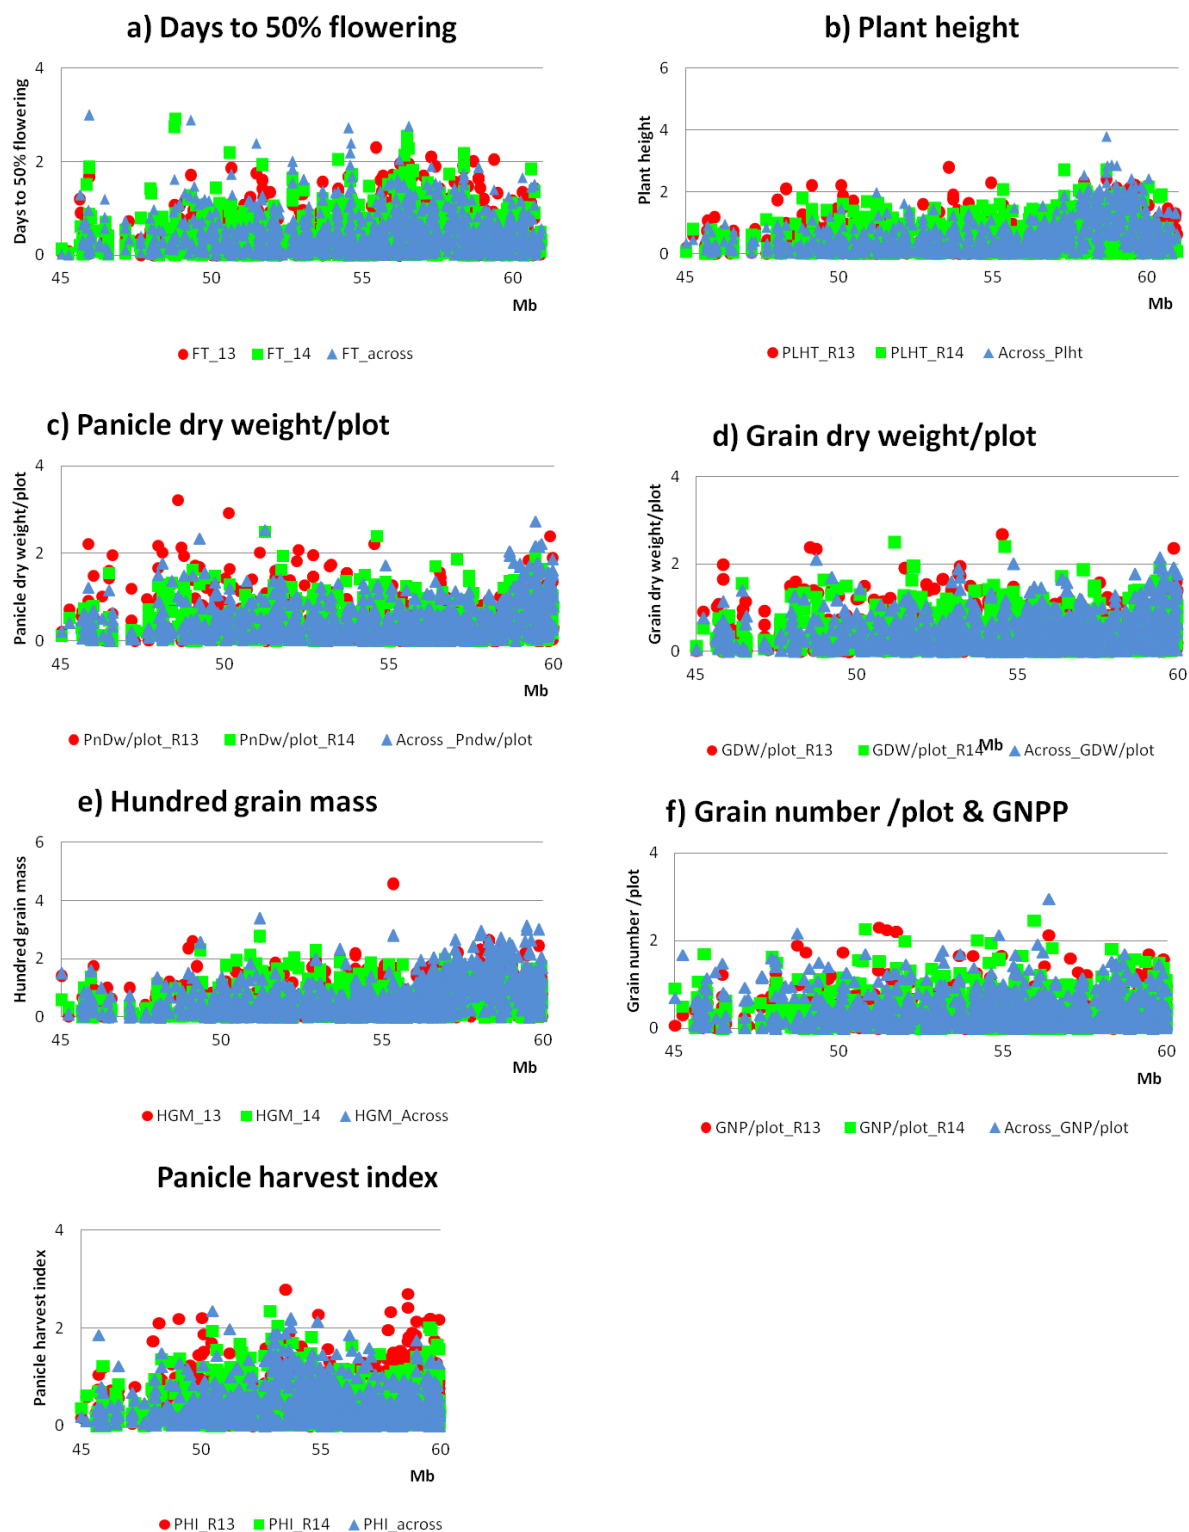 a) Days to 50% flowering
Days to 50% flowering
4
2
0
45 50 55 60
Mb
FT_13 FT_14 FT_across
b) Plant height
Plant height
6
4
2
0
45 50 55 60
Mb
PLHT_R13 PLHT_R14 Across_Plht
c) Panicle dry weight/plot
Panicle dry weight/plot
4
2
0
45 50 55 60
Mb
PnDw/plot_R13 PnDw/plot_R14 Across _Pndw/plot
d) Grain dry weight/plot
Grain dry weight/plot
4
2
0
45 50 55 60
Mb
GDW/plot_R13 GDW/plot_R14 Across_GDW/plot
e) Hundred grain mass
Hundred grain mass
6
4
2
0
45 50 55 60
Mb
HGM_13 HGM_14 HGM_Across
f) Grain number /plot & GNPP
Grain number /plot
4
2
0
45 50 55 60
Mb
GNP/plot_R13 GNP/plot_R14 Across_GNP/plot
Panicle harvest index
Panicle harvest index
4
2
0
45 50 55 60
Mb
PHI_R13 PHI_R14 PHI_across